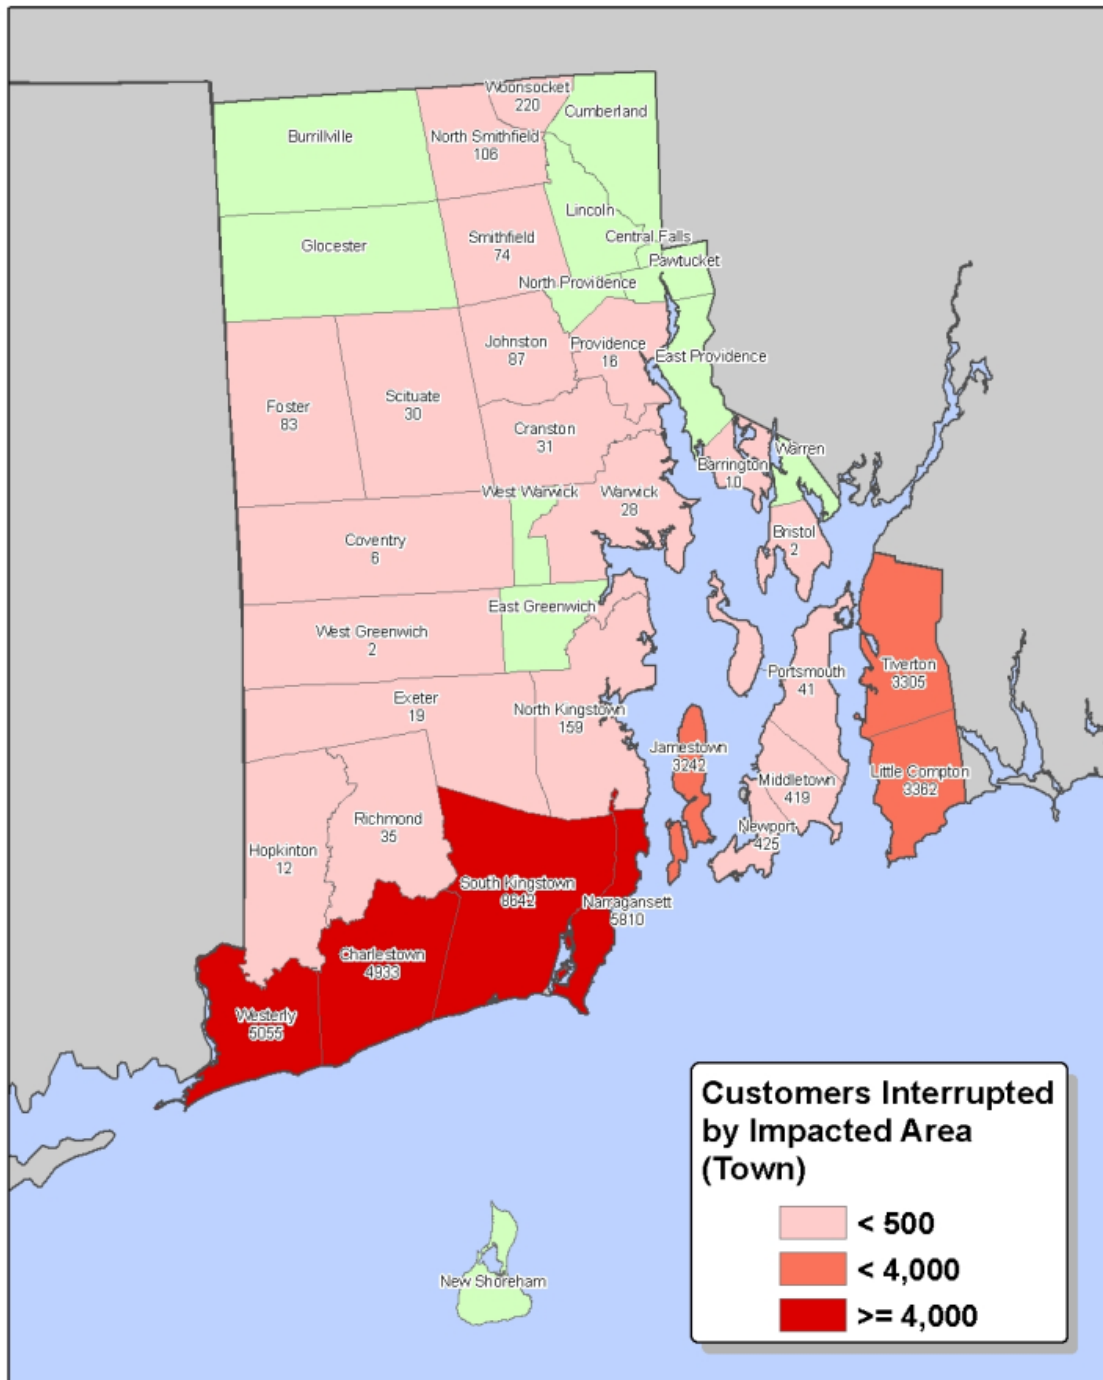 Woonsocket
220
Cumberland
Burrillville
North Smithfield
106
Lincoln
Glocester
Smithfield
74
Central Falls
Pawtucket
North Providence
Johnston
87
Providence
16
East Providence
Foster
83
Scituate
30
Cranston
31
Warren
Barrington
10
West Warwick
Warwick
28
Coventry
6
Bristol
2
East Greenwich
West Greenwich
2
Tiverton
3305
Portsmouth
41
Exeter
19
North Kingstown
159
Jamestown
3242
Middletown
419
Little Compton
3362
Richmond
35
Newport
425
Hopkinton
12
South Kingstown
8642
Narragansett
5810
Charlestown
4933
Westerly
5055
New Shoreham
Customers Interrupted
by Impacted Area
(Town)
< 500
< 4,000
>= 4,000